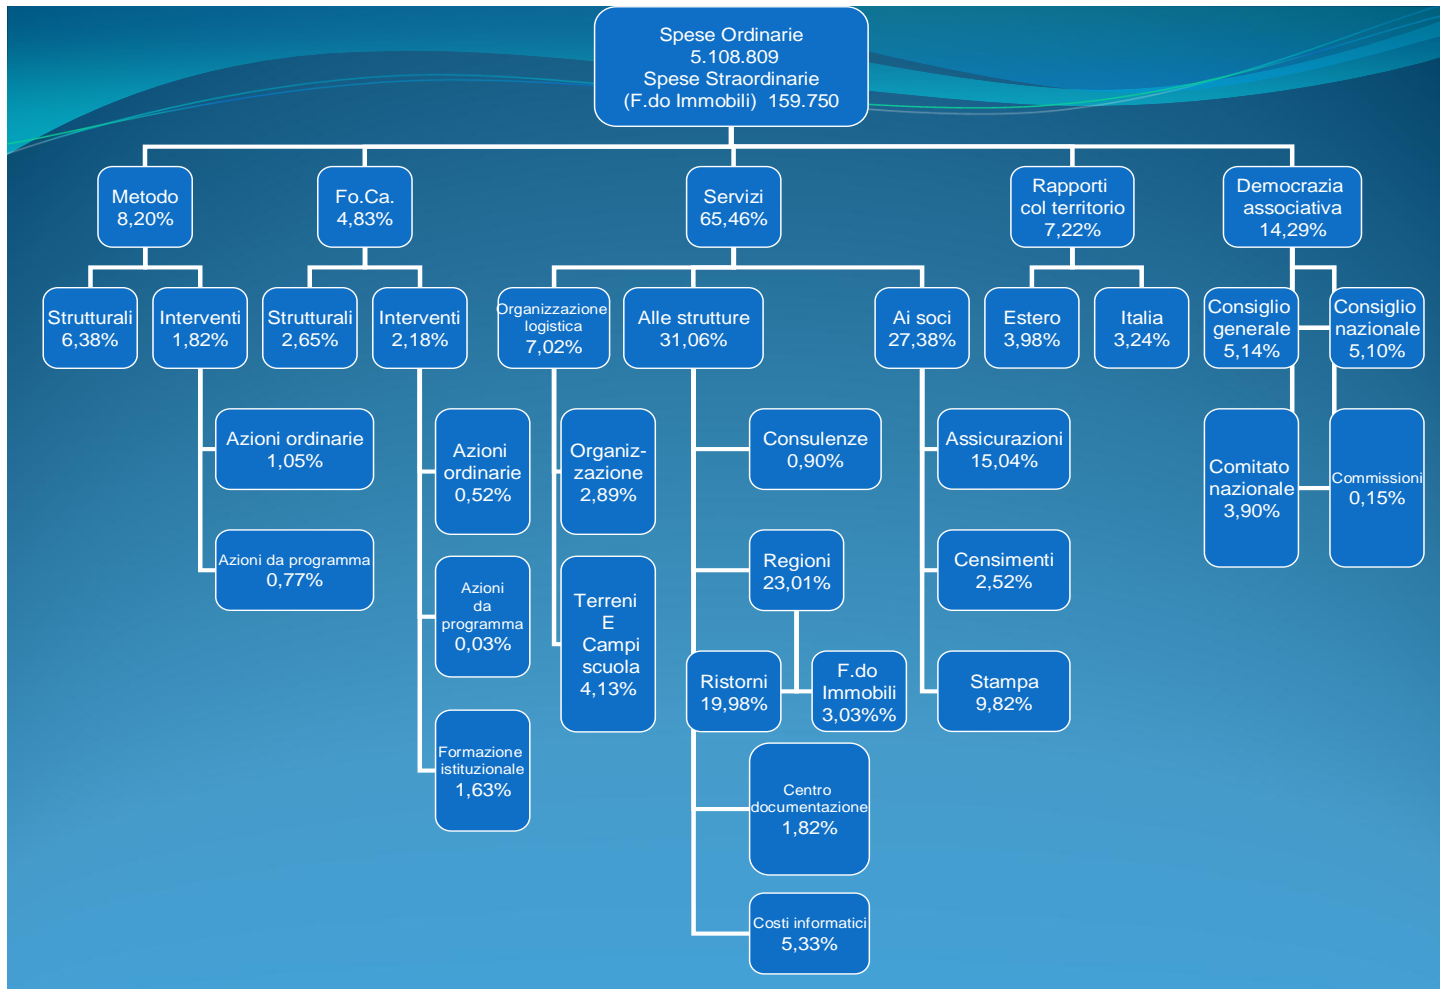 Spese Ordinarie
5.108.809
Spese Straordinarie
(F.do Immobili) 159.750
Metodo
8,20%
Fo.Ca.
4,83%
Servizi
65,46%
Rapporti
col territorio
7,22%
Democrazia
associativa
14,29%
Strutturali
6,38%
Interventi
1,82%
Strutturali
2,65%
Interventi
2,18%
Organizzazione
logistica
7,02%
Alle strutture
31,06%
Ai soci
27,38%
Estero
3,98%
Italia
3,24%
Consiglio
generale
5,14%
Consiglio
nazionale
5,10%
Azioni ordinarie
1,05%
Azioni
ordinarie
0,52%
Organiz-
zazione
2,89%
Consulenze
0,90%
Assicurazioni
15,04%
Comitato
nazionale
3,90%
Commissioni
0,15%
Azioni da programma
0,77%
Azioni
da
programma
0,03%
Terreni
E
Campi
scuola
4,13%
Regioni
23,01%
Censimenti
2,52%
Ristorni
19,98%
F.do
Immobili
3,03%%
Stampa
9,82%
Formazione
istituzionale
1,63%
Centro
documentazione
1,82%
Costi informatici
5,33%